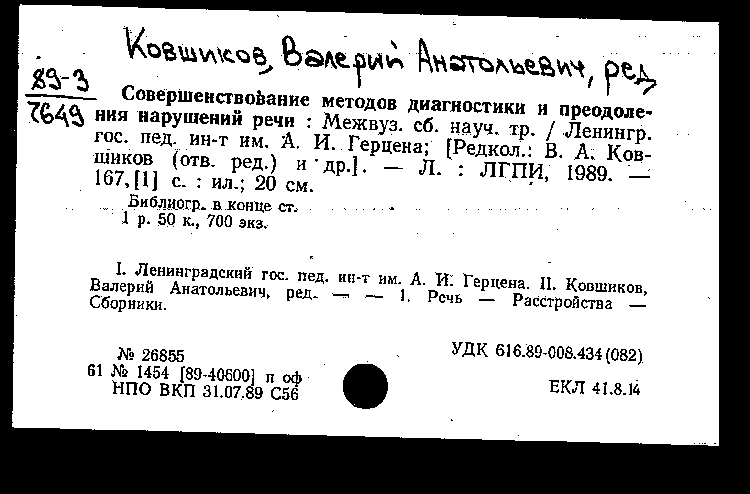 Ковшиков, Валерий Анатольевич, ред
89-3
7649
Совершенствование методов диагностики и преодоле-
ния нарушений речи : Межвуз. сб. науч. тр. / Ленингр.
гос. пед. ин-т им. А. И. Герцена; [Редкол.: В. А. Ков-
шиков (отв. ред.) и др.]. — Л. : ЛГПИ, 1989. —
167,[1] с. : ил.; 20 см.
Библиогр. в конце ст.
1 р. 50 к., 700 экз.
I. Ленинградский гос. пед. ин-т им. А. И. Герцена. II. Ковшиков,
Валерий Анатольевич, ред. — — 1. Речь — Расстройства —
Сборники.
№ 26855
УДК 616.89-008.434(082)
61 № 1454 [89-40600] п оф
НПО ВКП 31.07.89 С56
ЕКЛ 41.8.14